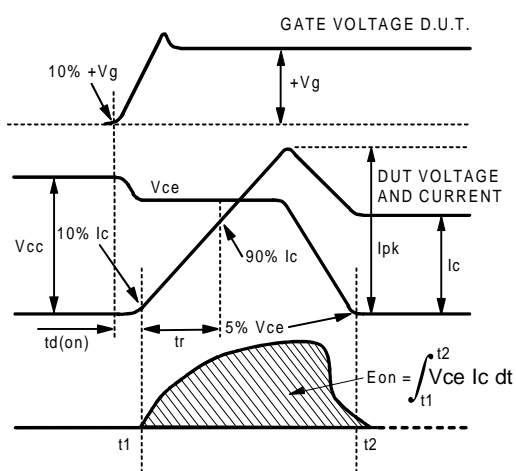 GATE VOLTAGE D.U.T.
10% +Vg
+Vg
DUT VOLTAGE
AND CURRENT
Vce
Vcc
10% Ic
90% Ic
Ipk
Ic
td(on)
tr
5% Vce
Eon = ∫ Vce Ic dt
t2
t1
t1
t2